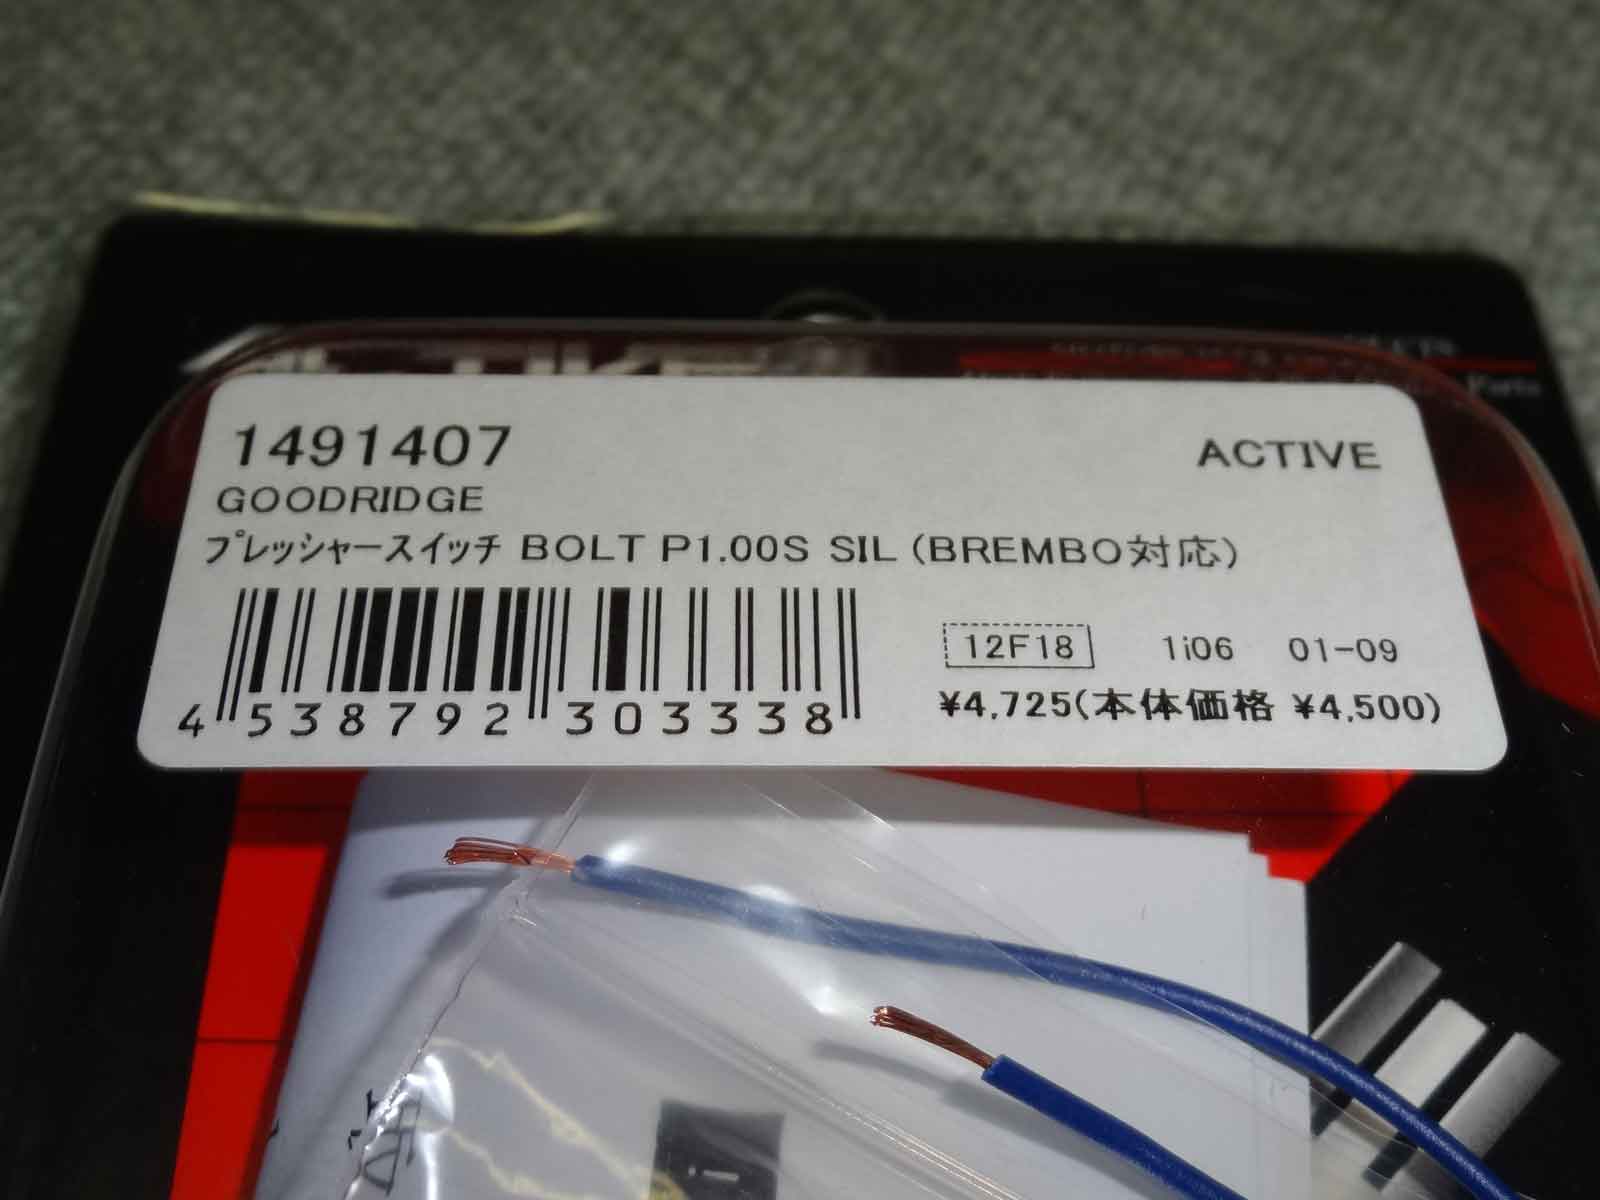 1491407
ACTIVE
GOODRIDGE
プレッシャースイッチ BOLT P1.00S SIL (BREMBO対応)
12F18 1i06 01-09
¥4,725(本体価格 ¥4,500)
4 538792 303338